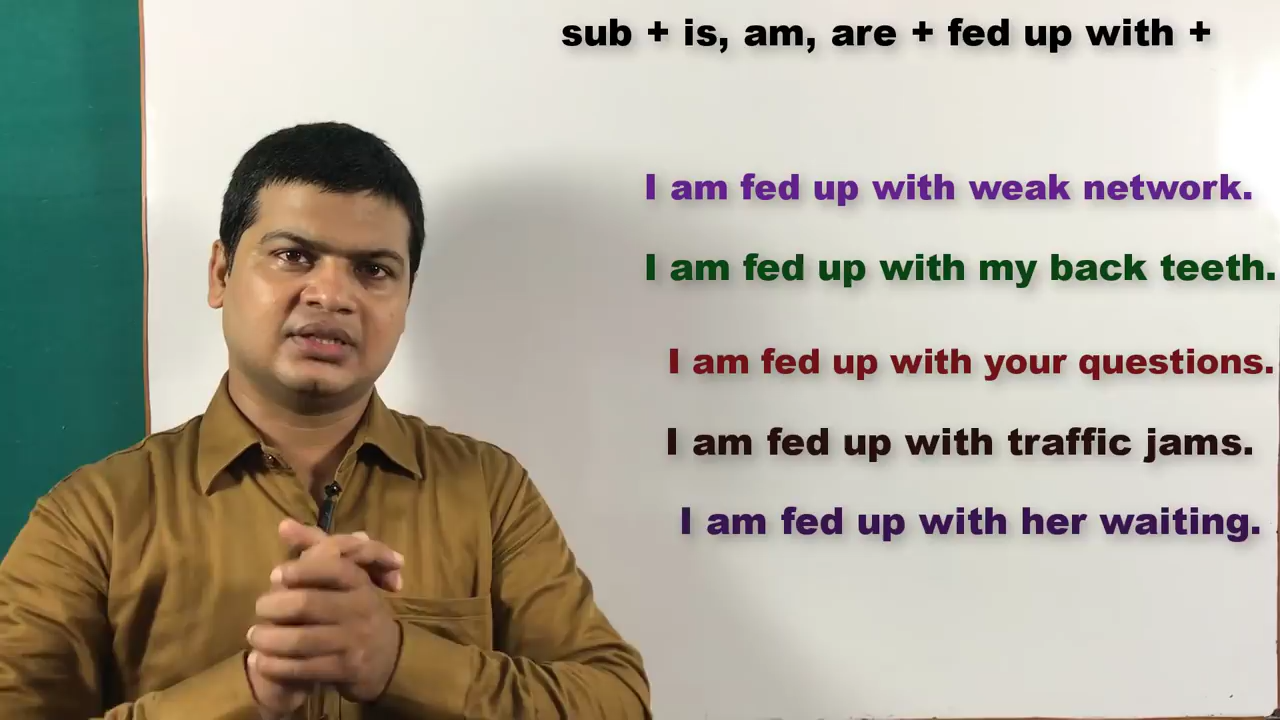 sub + is, am, are + fed up with +
I am fed up with weak network.
I am fed up with my back teeth.
I am fed up with your questions.
I am fed up with traffic jams.
I am fed up with her waiting.